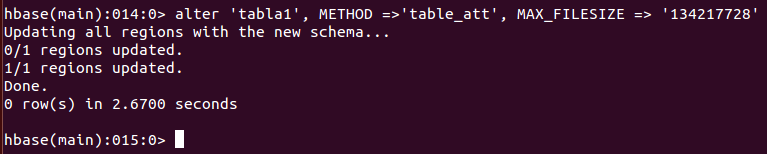 hbase(main):014:0> alter 'tabla1', METHOD =>'table_att', MAX_FILESIZE => '134217728'
Updating all regions with the new schema...
0/1 regions updated.
1/1 regions updated.
Done.
0 row(s) in 2.6700 seconds
hbase(main):015:0>